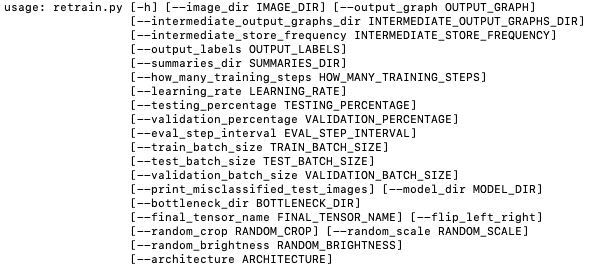 usage: retrain.py [-h] [--image_dir IMAGE_DIR] [--output_graph OUTPUT_GRAPH]
[--intermediate_output_graphs_dir INTERMEDIATE_OUTPUT_GRAPHS_DIR]
[--intermediate_store_frequency INTERMEDIATE_STORE_FREQUENCY]
[--output_labels OUTPUT_LABELS]
[--summaries_dir SUMMARIES_DIR]
[--how_many_training_steps HOW_MANY_TRAINING_STEPS]
[--learning_rate LEARNING_RATE]
[--testing_percentage TESTING_PERCENTAGE]
[--validation_percentage VALIDATION_PERCENTAGE]
[--eval_step_interval EVAL_STEP_INTERVAL]
[--train_batch_size TRAIN_BATCH_SIZE]
[--test_batch_size TEST_BATCH_SIZE]
[--validation_batch_size VALIDATION_BATCH_SIZE]
[--print_misclassified_test_images] [--model_dir MODEL_DIR]
[--bottleneck_dir BOTTLENECK_DIR]
[--final_tensor_name FINAL_TENSOR_NAME] [--flip_left_right]
[--random_crop RANDOM_CROP] [--random_scale RANDOM_SCALE]
[--random_brightness RANDOM_BRIGHTNESS]
[--architecture ARCHITECTURE]